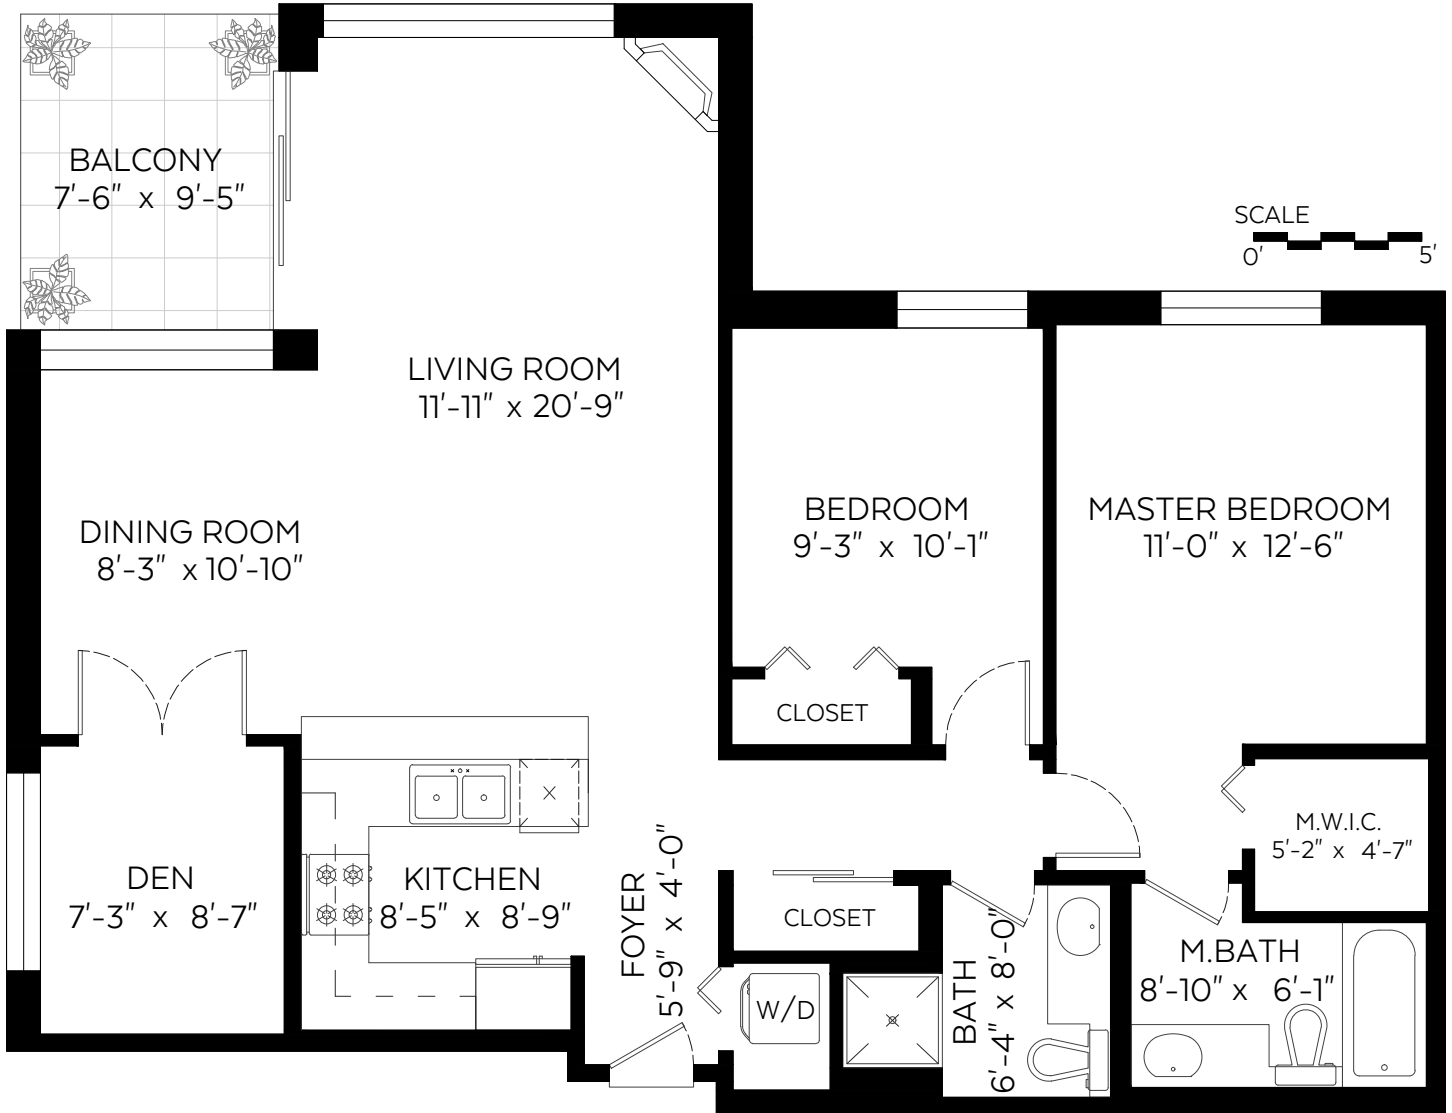 BALCONY
7'-6" x 9'-5"
SCALE
0' 5'
LIVING ROOM
11'-11" x 20'-9"
DINING ROOM
8'-3" x 10'-10"
BEDROOM
9'-3" x 10'-1"
MASTER BEDROOM
11'-0" x 12'-6"
CLOSET
M.W.I.C.
5'-2" x 4'-7"
DEN
7'-3" x 8'-7"
KITCHEN
8'-5" x 8'-9"
FOYER
5'-9" x 4'-0"
CLOSET
W/D
BATH
6'-4" x 8'-0"
M.BATH
8'-10" x 6'-1"